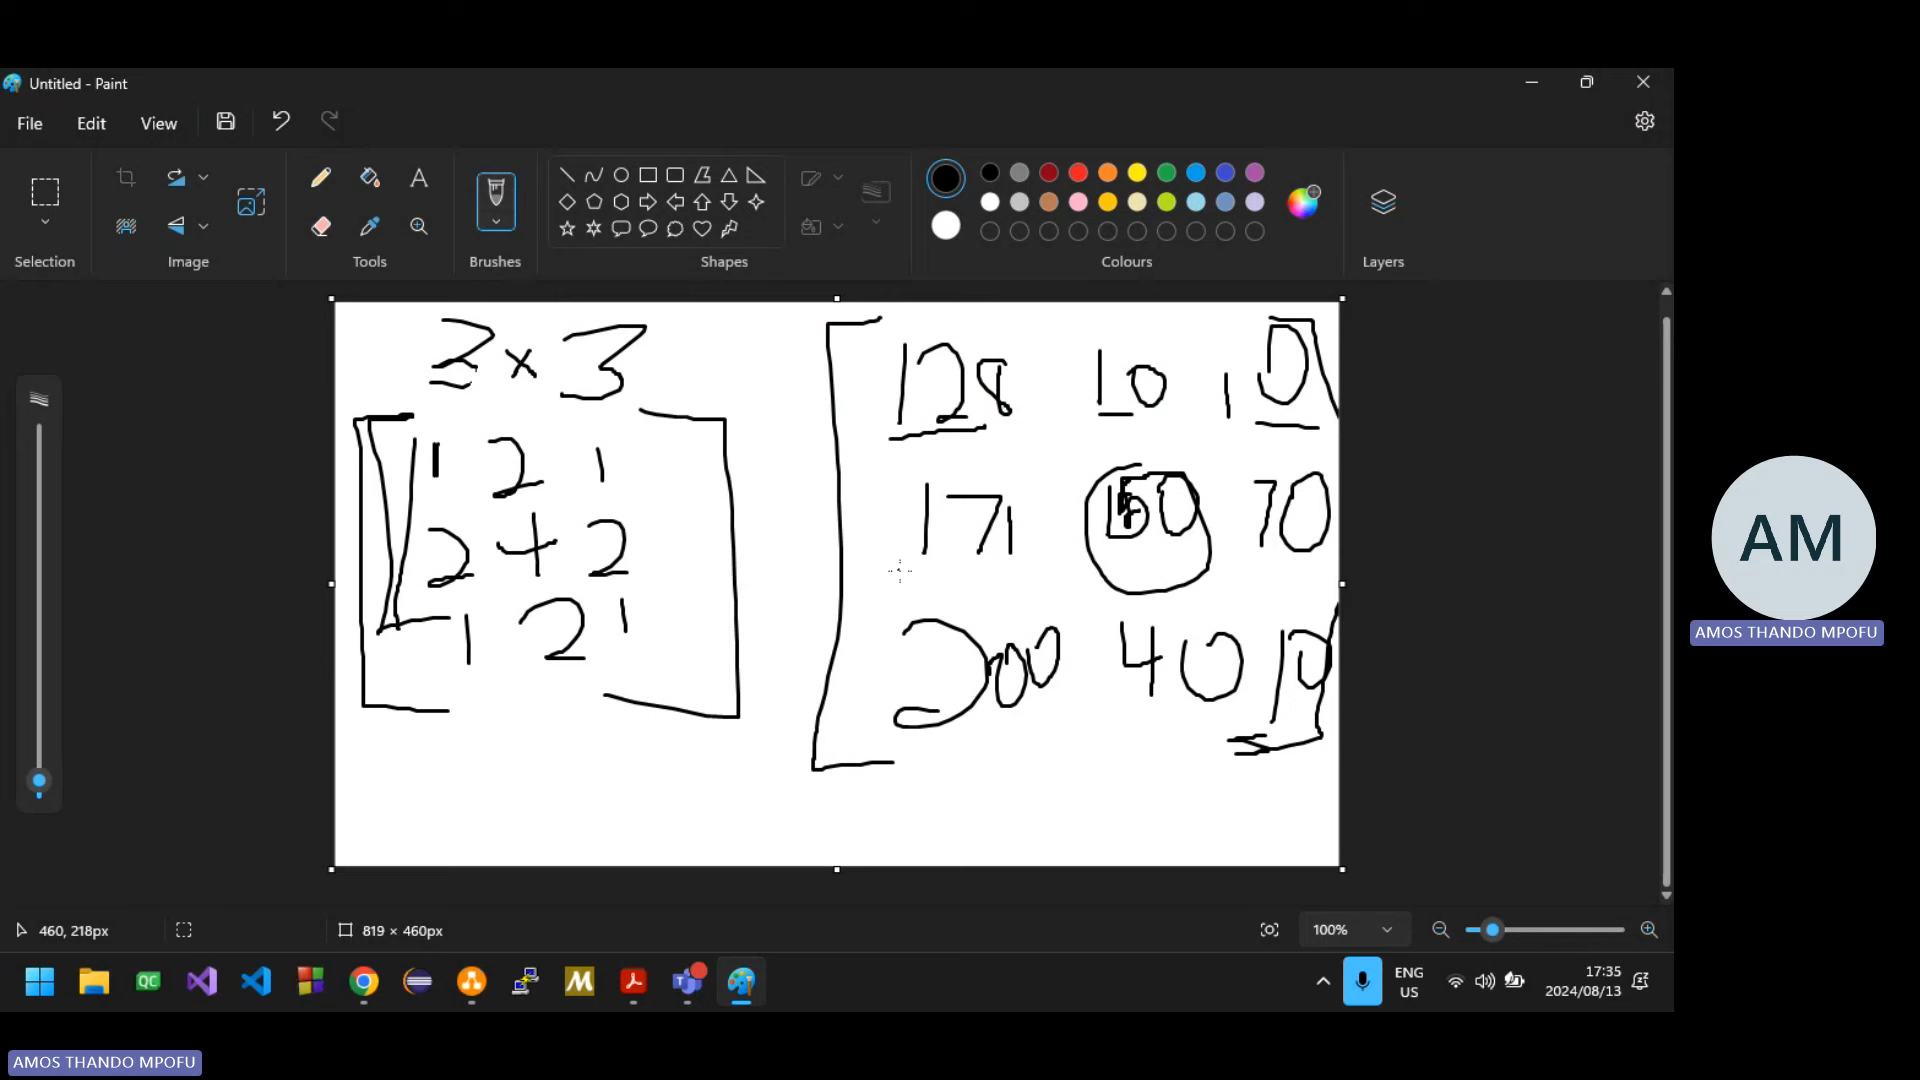 Untitled - Paint
File Edit View
Selection Image Tools Brushes Shapes Colours Layers
3 x 3
1 2 1
2 4 2
1 2 1
128 10 10
171 70
200 40 10
AM
AMOS THANDO MPOFU
460, 218px 819 × 460px 100%
QC M ENG US 17:35
2024/08/13
AMOS THANDO MPOFU